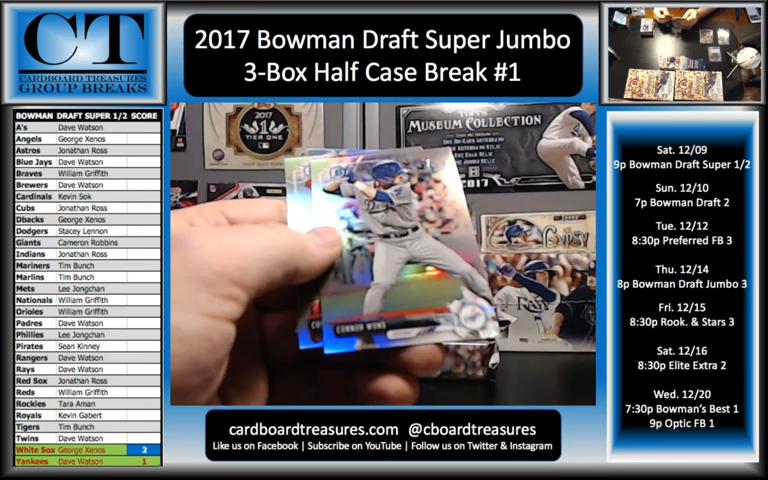 CT
CARDBOARD TREASURES
GROUP BREAKS
2017 Bowman Draft Super Jumbo
3-Box Half Case Break #1
BOWMAN DRAFT SUPER 1/2 SCORE
A's Dave Watson
Angels George Xenos
Astros Jonathan Ross
Blue Jays Dave Watson
Braves William Griffith
Brewers Dave Watson
Cardinals Kevin Sok
Cubs Jonathan Ross
Dbacks George Xenos
Dodgers Stacey Lennon
Giants Cameron Robbins
Indians Jonathan Ross
Mariners Tim Bunch
Marlins Tim Bunch
Mets Lee Jongchan
Nationals William Griffith
Orioles William Griffith
Padres Dave Watson
Phillies Lee Jongchan
Pirates Sean Kinney
Rangers Dave Watson
Rays Dave Watson
Red Sox Jonathan Ross
Reds William Griffith
Rockies Tara Aman
Royals Kevin Gabert
Tigers Tim Bunch
Twins Dave Watson
White Sox George Xenos 2
Yankees Dave Watson 1
2017
TIER ONE
MUSEUM COLLECTION
2017
GYPSY
CONNOR WONG
cardboardtreasures.com @cboardtreasures
Like us on Facebook | Subscribe on YouTube | Follow us on Twitter & Instagram
Sat. 12/09
9p Bowman Draft Super 1/2
Sun. 12/10
7p Bowman Draft 2
Tue. 12/12
8:30p Preferred FB 3
Thu. 12/14
8p Bowman Draft Jumbo 3
Fri. 12/15
8:30p Rook. & Stars 3
Sat. 12/16
8:30p Elite Extra 2
Wed. 12/20
7:30p Bowman's Best 1
9p Optic FB 1